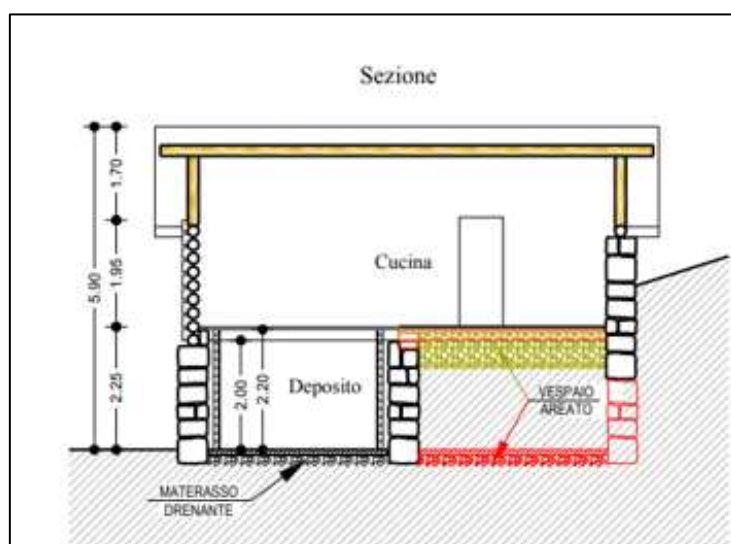 Sezione
5.90
1.70
1.95
2.25
Cucina
Deposito
2.00
2.20
VESPAIO
AREATO
MATERASSO
DRENANTE